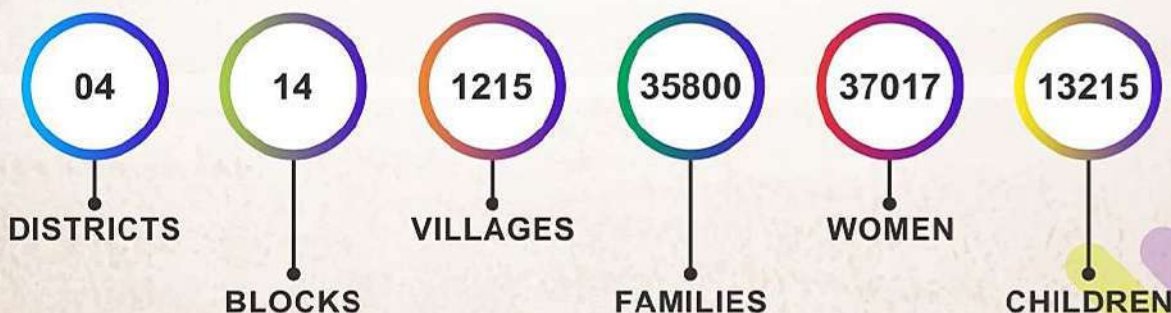 04 14 1215 35800 37017 13215
DISTRICTS VILLAGES WOMEN
BLOCKS FAMILIES CHILDREN